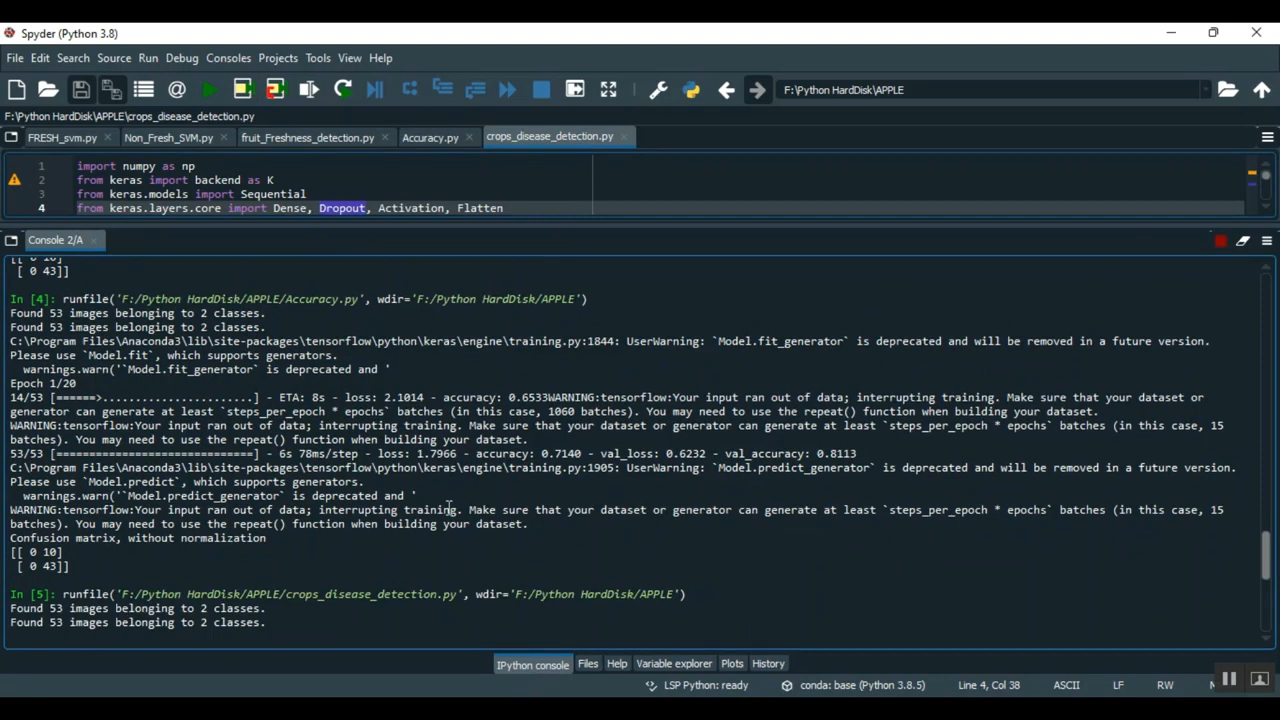 Spyder (Python 3.8)
File Edit Search Source Run Debug Consoles Projects Tools View Help
F:\Python HardDisk\APPLE
F:\Python HardDisk\APPLE\crops_disease_detection.py
FRESH_svm.py Non_Fresh_SVM.py fruit_Freshness_detection.py Accuracy.py crops_disease_detection.py
1 import numpy as np
2 from keras import backend as K
3 from keras.models import Sequential
4 from keras.layers.core import Dense, Dropout, Activation, Flatten
Console 2/A
[[ 0 10]
[ 0 43]]
In [4]: runfile('F:/Python HardDisk/APPLE/Accuracy.py', wdir='F:/Python HardDisk/APPLE')
Found 53 images belonging to 2 classes.
Found 53 images belonging to 2 classes.
C:\Program Files\Anaconda3\lib\site-packages\tensorflow\python\keras\engine\training.py:1844: UserWarning: `Model.fit_generator` is deprecated and will be removed in a future version.
Please use `Model.fit`, which supports generators.
warnings.warn('`Model.fit_generator` is deprecated and '
Epoch 1/20
14/53 [======>.......................] - ETA: 8s - loss: 2.1014 - accuracy: 0.6533WARNING:tensorflow:Your input ran out of data; interrupting training. Make sure that your dataset or
generator can generate at least `steps_per_epoch * epochs` batches (in this case, 1060 batches). You may need to use the repeat() function when building your dataset.
WARNING:tensorflow:Your input ran out of data; interrupting training. Make sure that your dataset or generator can generate at least `steps_per_epoch * epochs` batches (in this case, 15
batches). You may need to use the repeat() function when building your dataset.
53/53 [==============================] - 6s 78ms/step - loss: 1.7966 - accuracy: 0.7140 - val_loss: 0.6232 - val_accuracy: 0.8113
C:\Program Files\Anaconda3\lib\site-packages\tensorflow\python\keras\engine\training.py:1905: UserWarning: `Model.predict_generator` is deprecated and will be removed in a future version.
Please use `Model.predict`, which supports generators.
warnings.warn('`Model.predict_generator` is deprecated and '
WARNING:tensorflow:Your input ran out of data; interrupting training. Make sure that your dataset or generator can generate at least `steps_per_epoch * epochs` batches (in this case, 15
batches). You may need to use the repeat() function when building your dataset.
Confusion matrix, without normalization
[[ 0 10]
[ 0 43]]
In [5]: runfile('F:/Python HardDisk/APPLE/crops_disease_detection.py', wdir='F:/Python HardDisk/APPLE')
Found 53 images belonging to 2 classes.
Found 53 images belonging to 2 classes.
IPython console Files Help Variable explorer Plots History
LSP Python: ready conda: base (Python 3.8.5) Line 4, Col 38 ASCII LF RW